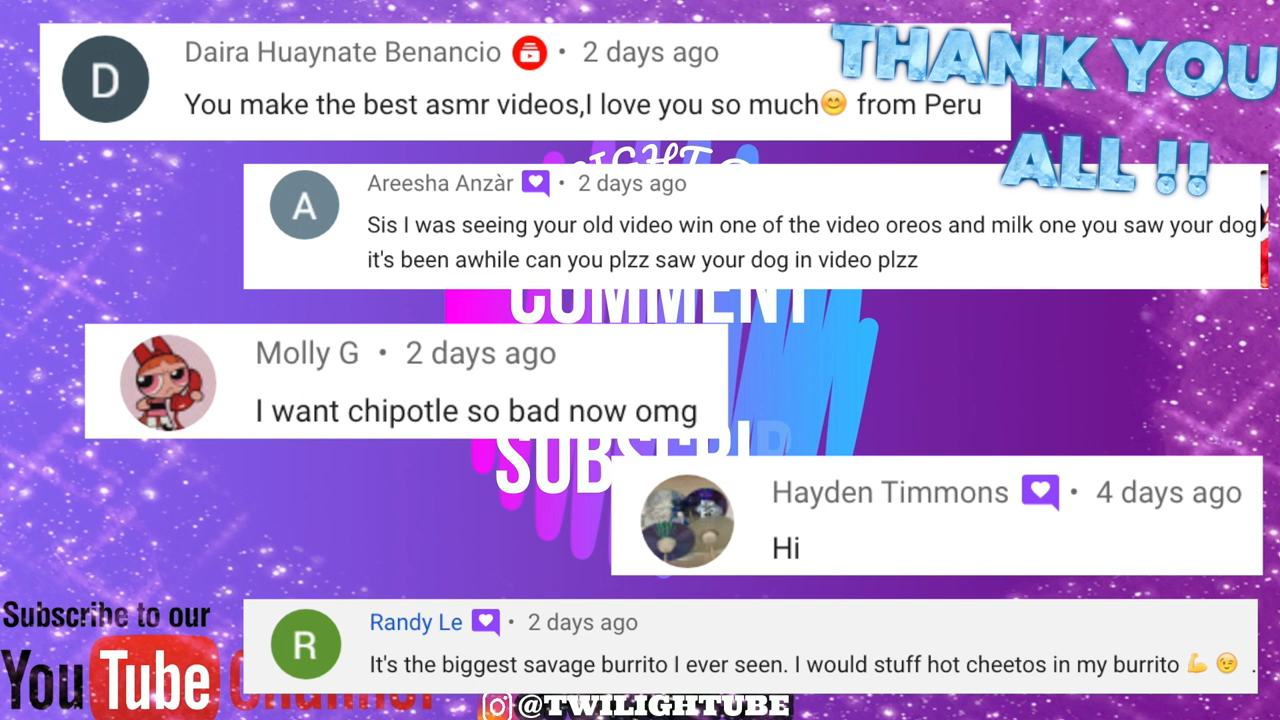 Daira Huaynate Benancio • 2 days ago
You make the best asmr videos,I love you so much😊 from Peru
THANK YOU
ALL !!
Areesha Anzàr • 2 days ago
Sis I was seeing your old video win one of the video oreos and milk one you saw your dog
it's been awhile can you plzz saw your dog in video plzz
COMMENT
Molly G • 2 days ago
I want chipotle so bad now omg
Hayden Timmons • 4 days ago
Hi
Subscribe to our
YouTube Channel
Randy Le • 2 days ago
It's the biggest savage burrito I ever seen. I would stuff hot cheetos in my burrito 💪😉 .
@TWILIGHTUBE